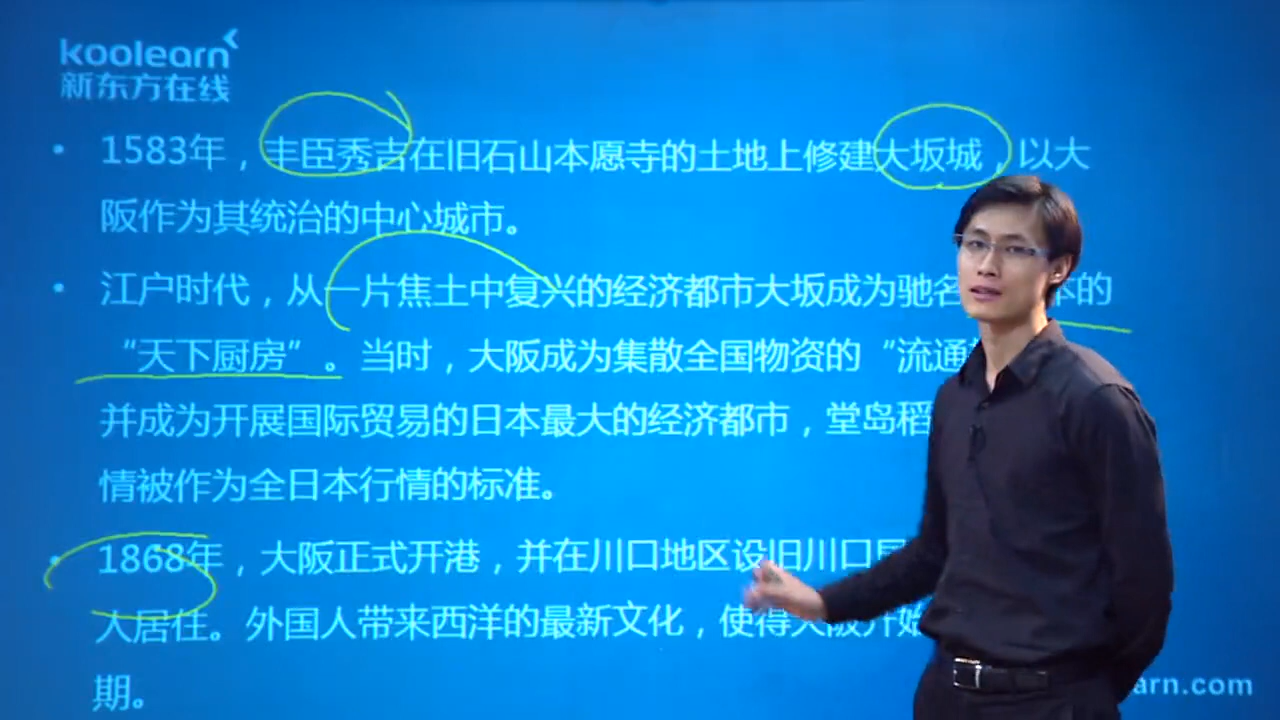 koolearn
新东方在线
• 1583年，丰臣秀吉在旧石山本愿寺的土地上修建大坂城，以大
阪作为其统治的中心城市。
• 江户时代，从一片焦土中复兴的经济都市大坂成为驰名 本的
“天下厨房”。当时，大阪成为集散全国物资的“流通
并成为开展国际贸易的日本最大的经济都市，堂岛稻
情被作为全日本行情的标准。
• 1868年，大阪正式开港，并在川口地区设旧川口居
人居住。外国人带来西洋的最新文化，使得大阪开始
期。
arn.com